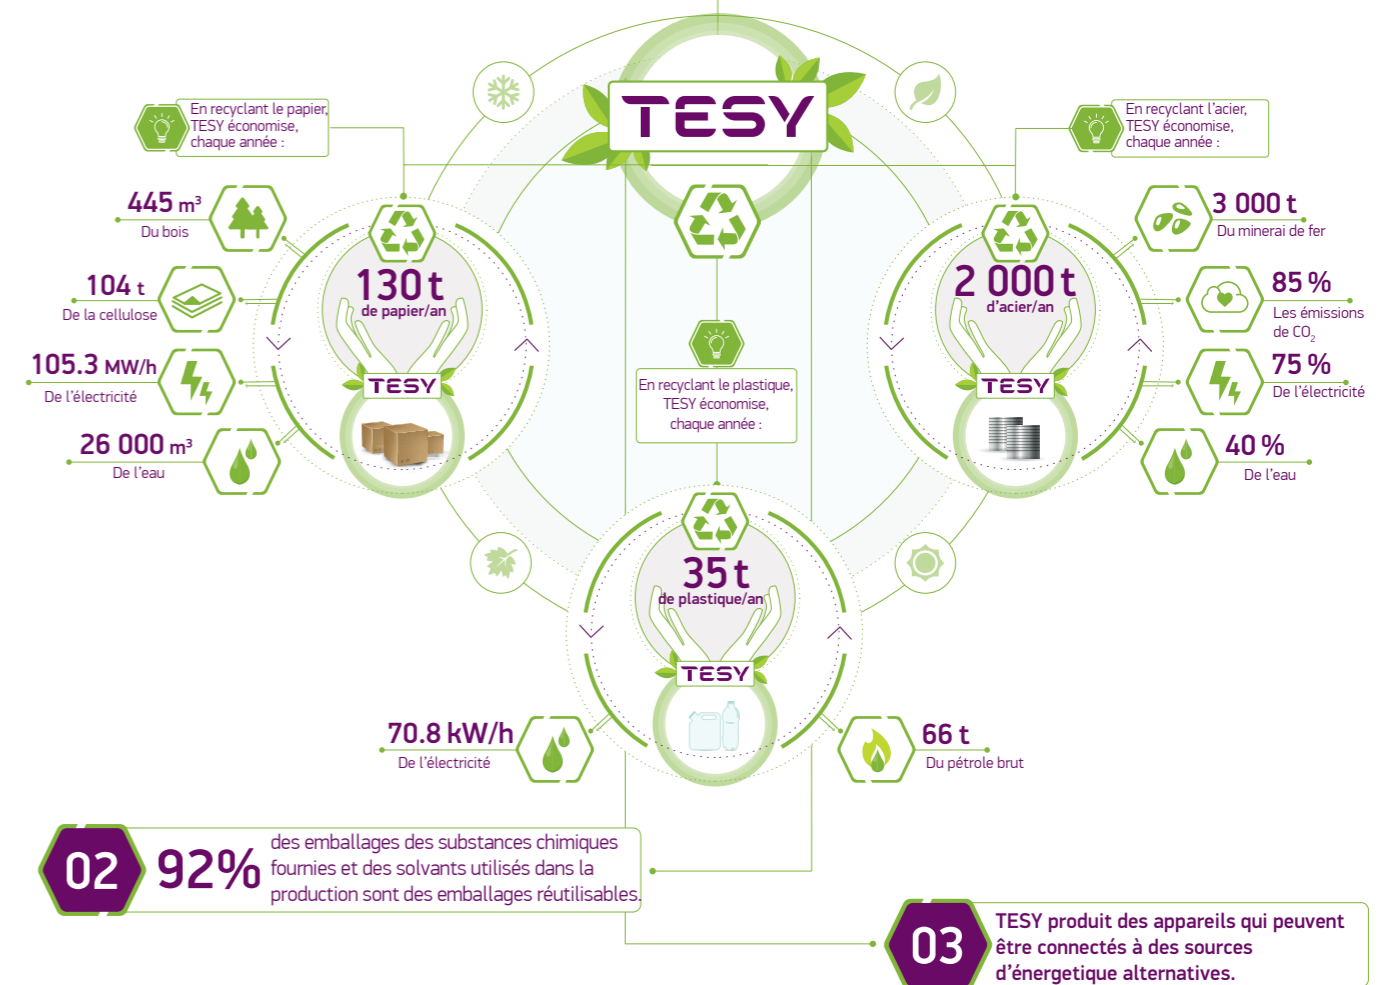 TESY
En recyclant le papier,
TESY économise,
chaque année :
445 m³
Du bois
104 t
De la cellulose
105.3 MW/h
De l'électricité
26 000 m³
De l'eau
130 t
de papier/an
TESY
En recyclant le plastique,
TESY économise,
chaque année :
En recyclant l'acier,
TESY économise,
chaque année :
2 000 t
d'acier/an
TESY
3 000 t
Du minerai de fer
85 %
Les émissions
de CO₂
75 %
De l'électricité
40 %
De l'eau
35 t
de plastique/an
TESY
70.8 kW/h
De l'électricité
66 t
Du pétrole brut
02
92%
des emballages des substances chimiques
fournies et des solvants utilisés dans la
production sont des emballages réutilisables.
03
TESY produit des appareils qui peuvent
être connectés à des sources
d'énergetique alternatives.